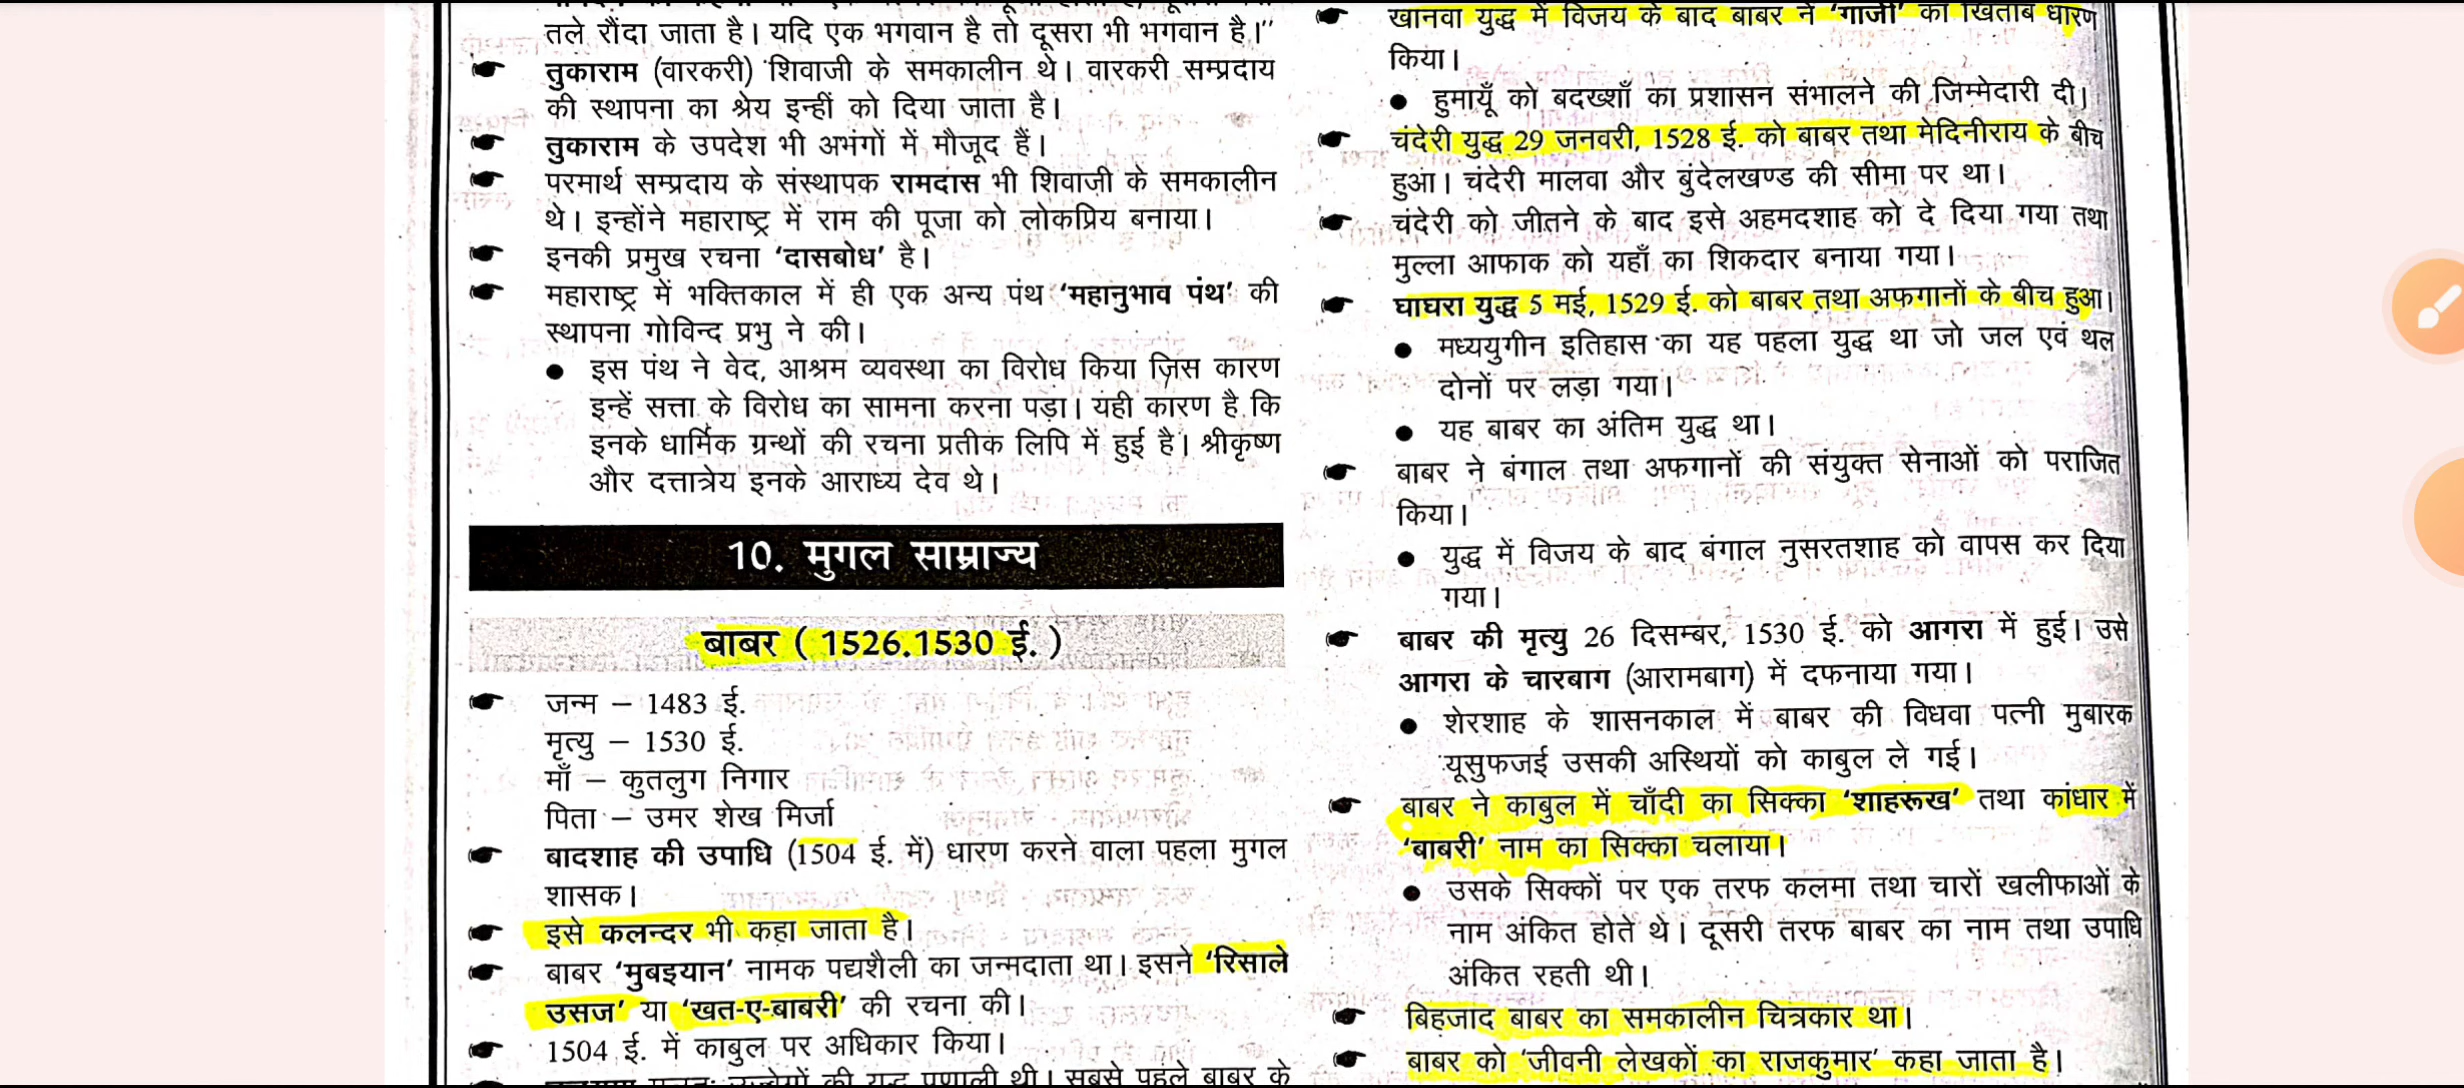 तले रौंदा जाता है। यदि एक भगवान है तो दूसरा भी भगवान है।”
तुकाराम (वारकरी) शिवाजी के समकालीन थे। वारकरी सम्प्रदाय
की स्थापना का श्रेय इन्हीं को दिया जाता है।
तुकाराम के उपदेश भी अभंगों में मौजूद हैं।
परमार्थ सम्प्रदाय के संस्थापक रामदास भी शिवाजी के समकालीन
थे। इन्होंने महाराष्ट्र में राम की पूजा को लोकप्रिय बनाया।
इनकी प्रमुख रचना ‘दासबोध’ है।
महाराष्ट्र में भक्तिकाल में ही एक अन्य पंथ ‘महानुभाव पंथ’ की
स्थापना गोविन्द प्रभु ने की।
● इस पंथ ने वेद, आश्रम व्यवस्था का विरोध किया जिस कारण
इन्हें सत्ता के विरोध का सामना करना पड़ा। यही कारण है कि
इनके धार्मिक ग्रन्थों की रचना प्रतीक लिपि में हुई है। श्रीकृष्ण
और दत्तात्रेय इनके आराध्य देव थे।
10. मुगल साम्राज्य
बाबर ( 1526.1530 ई. )
जन्म – 1483 ई.
मृत्यु – 1530 ई.
माँ – कुतलुग निगार
पिता – उमर शेख मिर्जा
बादशाह की उपाधि (1504 ई. में) धारण करने वाला पहला मुगल
शासक।
इसे कलन्दर भी कहा जाता है।
बाबर ‘मुबइयान’ नामक पद्यशैली का जन्मदाता था। इसने ‘रिसाले
उसज’ या ‘खत-ए-बाबरी’ की रचना की।
1504 ई. में काबुल पर अधिकार किया।
की युद्ध प्रणाली थी। सबसे पहले बाबर के
खानवा युद्ध में विजय के बाद बाबर ने ‘गाजी’ का खिताब धारण
किया।
● हुमायूँ को बदख्शाँ का प्रशासन संभालने की जिम्मेदारी दी।
चंदेरी युद्ध 29 जनवरी, 1528 ई. को बाबर तथा मेदिनीराय के बीच
हुआ। चंदेरी मालवा और बुंदेलखण्ड की सीमा पर था।
चंदेरी को जीतने के बाद इसे अहमदशाह को दे दिया गया तथा
मुल्ला आफाक को यहाँ का शिकदार बनाया गया।
घाघरा युद्ध 5 मई, 1529 ई. को बाबर तथा अफगानों के बीच हुआ।
● मध्ययुगीन इतिहास का यह पहला युद्ध था जो जल एवं थल
दोनों पर लड़ा गया।
● यह बाबर का अंतिम युद्ध था।
बाबर ने बंगाल तथा अफगानों की संयुक्त सेनाओं को पराजित
किया।
● युद्ध में विजय के बाद बंगाल नुसरतशाह को वापस कर दिया
गया।
बाबर की मृत्यु 26 दिसम्बर, 1530 ई. को आगरा में हुई। उसे
आगरा के चारबाग (आरामबाग) में दफनाया गया।
● शेरशाह के शासनकाल में बाबर की विधवा पत्नी मुबारक
यूसुफजई उसकी अस्थियों को काबुल ले गई।
बाबर ने काबुल में चाँदी का सिक्का ‘शाहरूख’ तथा कांधार में
‘बाबरी’ नाम का सिक्का चलाया।
● उसके सिक्कों पर एक तरफ कलमा तथा चारों खलीफाओं के
नाम अंकित होते थे। दूसरी तरफ बाबर का नाम तथा उपाधि
अंकित रहती थी।
बिहजाद बाबर का समकालीन चित्रकार था।
बाबर को ‘जीवनी लेखकों का राजकुमार’ कहा जाता है।